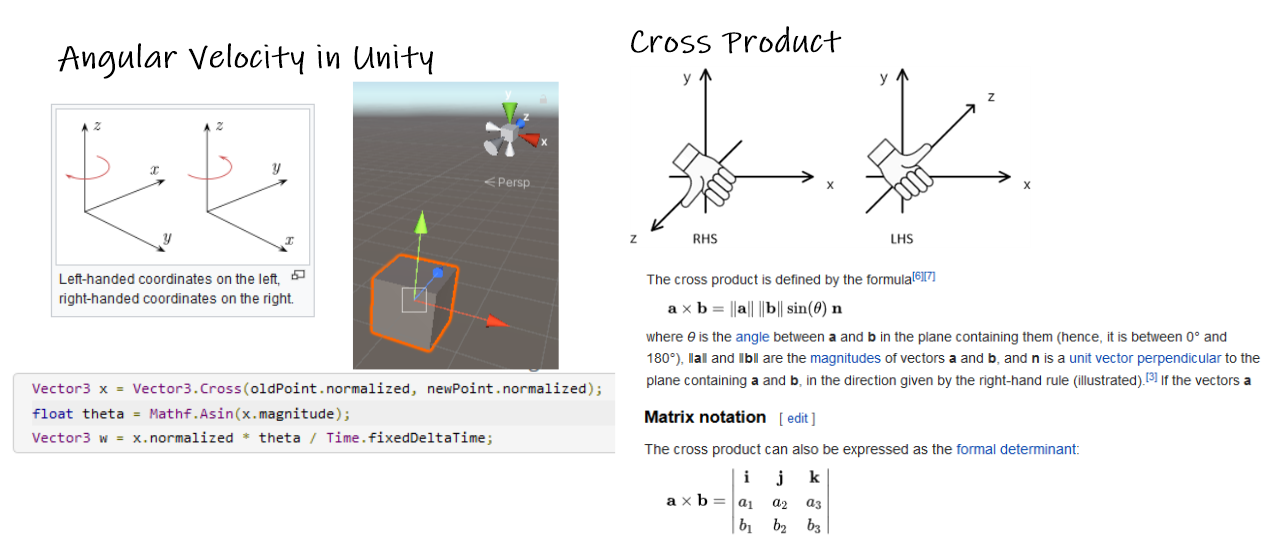 Angular Velocity in Unity
z
x
y
z
y
x
Left-handed coordinates on the left,
right-handed coordinates on the right.
y
z
x
< Persp
Vector3 x = Vector3.Cross(oldPoint.normalized, newPoint.normalized);
float theta = Mathf.Asin(x.magnitude);
Vector3 w = x.normalized * theta / Time.fixedDeltaTime;
Cross Product
y
x
z
RHS
y
z
x
LHS
The cross product is defined by the formula[6][7]
a × b = ‖a‖ ‖b‖ sin(θ) n
where θ is the angle between a and b in the plane containing them (hence, it is between 0° and
180°), ‖a‖ and ‖b‖ are the magnitudes of vectors a and b, and n is a unit vector perpendicular to the
plane containing a and b, in the direction given by the right-hand rule (illustrated).[3] If the vectors a
Matrix notation [ edit ]
The cross product can also be expressed as the formal determinant:
i j k
a × b = a1 a2 a3
b1 b2 b3